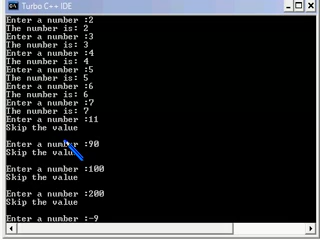 Turbo C++ IDE
Enter a number :2
The number is: 2
Enter a number :3
The number is: 3
Enter a number :4
The number is: 4
Enter a number :5
The number is: 5
Enter a number :6
The number is: 6
Enter a number :7
The number is: 7
Enter a number :11
Skip the value
Enter a number :90
Skip the value
Enter a number :100
Skip the value
Enter a number :200
Skip the value
Enter a number :-9